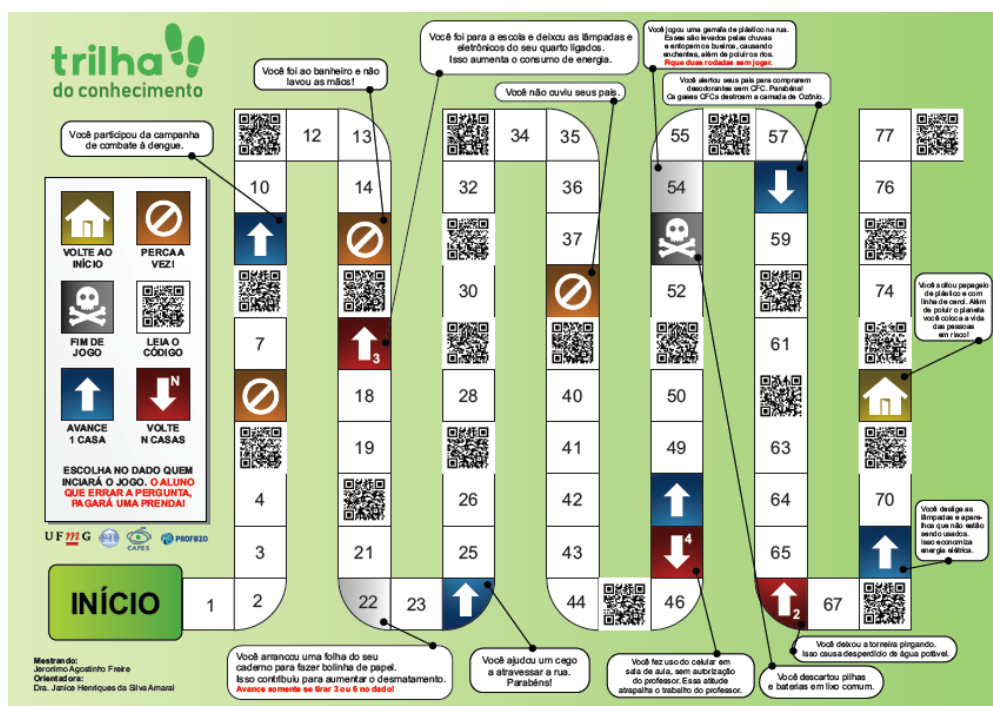 trilha
do conhecimento
Você participou da campanha
de combate à dengue.
Você foi ao banheiro e não
lavou as mãos!
Você foi para a escola e deixou as lâmpadas e
eletrônicos do seu quarto ligados.
Isso aumenta o consumo de energia.
Você não cuviu seus pais.
Você jogou uma gerrafa de plástico na rua.
Esses são levados pelas chuvas
e entopem os bueiros, causando
enchentes, além de poluir os rios.
Fique duas rodadas sem jogar.
Você alertou seus pais para comprarem
desodorantes sem CFC. Parabéns!
Os gases CFCs destroem a camada de Ozônio.
VOLTE AO
INÍCIO
PERCA A
VEZ!
FIM DE
JOGO
LEIA O
CÓDIGO
N
AVANCE
1 CASA
VOLTE
N CASAS
ESCOLHA NO DADO QUEM
INCIARÁ O JOGO. O ALUNO
QUE ERRAR A PERGUNTA,
PAGARÁ UMA PRENDA!
UFmG
CAPES
PROFBIO
INÍCIO
1
2
3
4
7
10
12
13
14
3
18
19
21
22
23
25
26
28
30
32
34
35
36
37
40
41
42
43
44
46
4
49
50
52
54
55
57
59
61
63
64
65
2
67
70
74
76
77
Você soltou papagaio
de plástico e com
linha de cerol. Além
de poluir o planeta
você coloca a vida
das pessoas
em risco!
Você desliga as
lâmpadas e apare-
lhos que não estão
sendo usados.
Isso economiza
energia elétrica.
Você arrancou uma folha do seu
caderno para fazer bolinha de papel.
Isso contribuiu para aumentar o desmatamento.
Avance somente se tirar 3 ou 6 no dado!
Você ajudou um cego
a atravessar a rua.
Parabéns!
Você fez uso do celular em
sala de aula, sem autorização
do professor. Essa atitude
atrapalha o trabalho do professor.
Você deixou a torreira pingando.
Isso causa desperdício de água potável.
Você descartou pilhas
e baterias em lixo comum.
Mestrando:
Jeronimo Agostinho Freire
Orientadora:
Dra. Janice Henriques da Silva Amaral